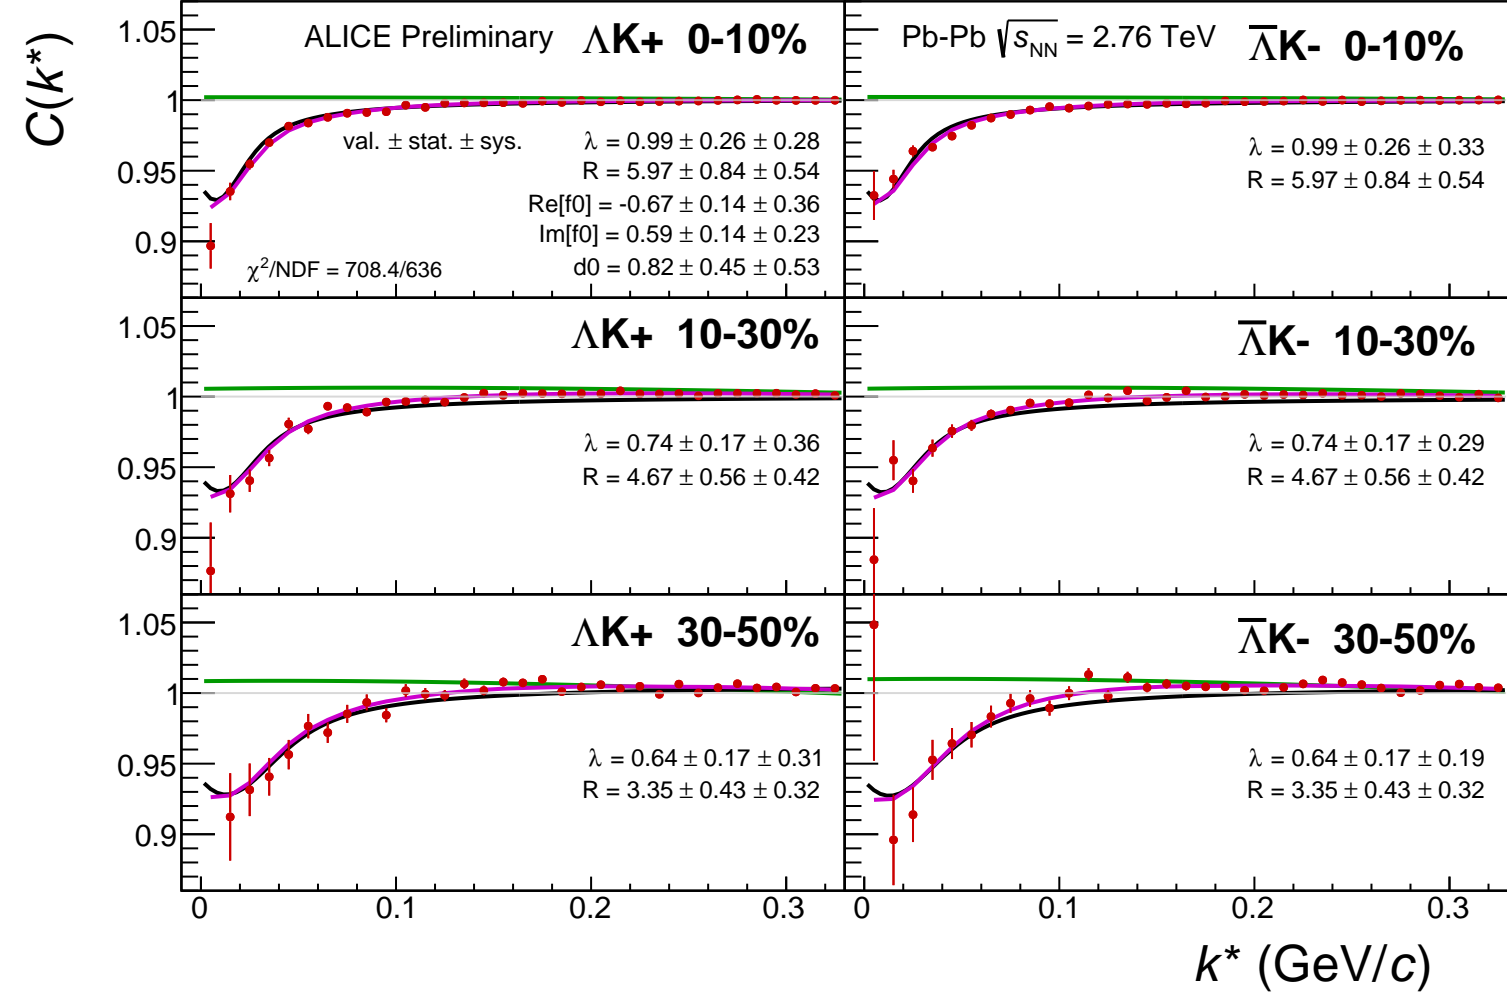 C(k*)
ALICE Preliminary ΛK+ 0-10%
val. ± stat. ± sys.
λ = 0.99 ± 0.26 ± 0.28
R = 5.97 ± 0.84 ± 0.54
Re[f0] = -0.67 ± 0.14 ± 0.36
Im[f0] = 0.59 ± 0.14 ± 0.23
d0 = 0.82 ± 0.45 ± 0.53
χ²/NDF = 708.4/636
1.05
1
0.95
0.9
Pb-Pb √sNN = 2.76 TeV Λ̅K- 0-10%
λ = 0.99 ± 0.26 ± 0.33
R = 5.97 ± 0.84 ± 0.54
ΛK+ 10-30%
λ = 0.74 ± 0.17 ± 0.36
R = 4.67 ± 0.56 ± 0.42
1.05
1
0.95
0.9
Λ̅K- 10-30%
λ = 0.74 ± 0.17 ± 0.29
R = 4.67 ± 0.56 ± 0.42
ΛK+ 30-50%
λ = 0.64 ± 0.17 ± 0.31
R = 3.35 ± 0.43 ± 0.32
1.05
1
0.95
0.9
Λ̅K- 30-50%
λ = 0.64 ± 0.17 ± 0.19
R = 3.35 ± 0.43 ± 0.32
0 0.1 0.2 0.3
0 0.1 0.2 0.3
k* (GeV/c)